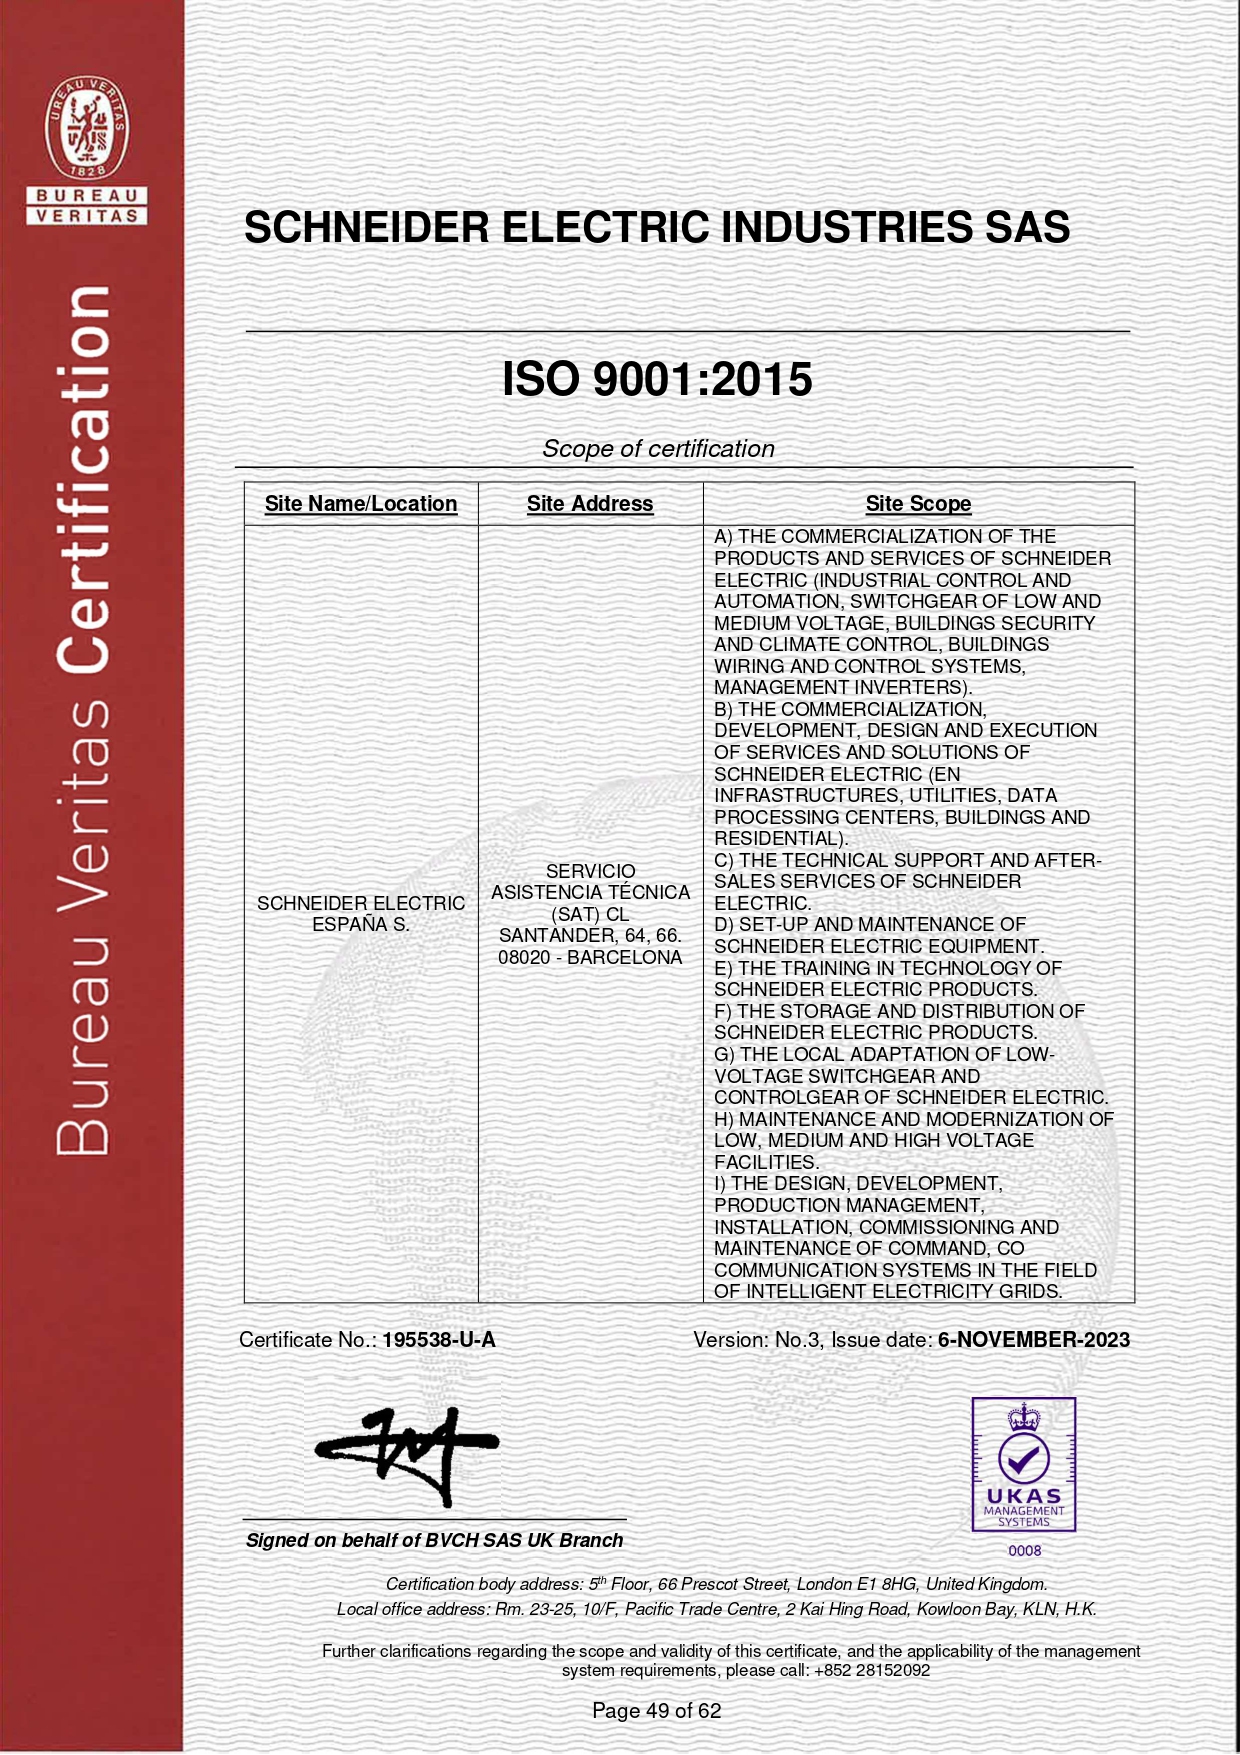 BUREAU VERITAS
1828
BUREAU
VERITAS
Bureau Veritas Certification
SCHNEIDER ELECTRIC INDUSTRIES SAS
ISO 9001:2015
Scope of certification
Site Name/Location
Site Address
Site Scope
SCHNEIDER ELECTRIC
ESPAÑA S.
SERVICIO
ASISTENCIA TÉCNICA
(SAT) CL
SANTANDER, 64, 66.
08020 - BARCELONA
A) THE COMMERCIALIZATION OF THE
PRODUCTS AND SERVICES OF SCHNEIDER
ELECTRIC (INDUSTRIAL CONTROL AND
AUTOMATION, SWITCHGEAR OF LOW AND
MEDIUM VOLTAGE, BUILDINGS SECURITY
AND CLIMATE CONTROL, BUILDINGS
WIRING AND CONTROL SYSTEMS,
MANAGEMENT INVERTERS).
B) THE COMMERCIALIZATION,
DEVELOPMENT, DESIGN AND EXECUTION
OF SERVICES AND SOLUTIONS OF
SCHNEIDER ELECTRIC (EN
INFRASTRUCTURES, UTILITIES, DATA
PROCESSING CENTERS, BUILDINGS AND
RESIDENTIAL).
C) THE TECHNICAL SUPPORT AND AFTER-
SALES SERVICES OF SCHNEIDER
ELECTRIC.
D) SET-UP AND MAINTENANCE OF
SCHNEIDER ELECTRIC EQUIPMENT.
E) THE TRAINING IN TECHNOLOGY OF
SCHNEIDER ELECTRIC PRODUCTS.
F) THE STORAGE AND DISTRIBUTION OF
SCHNEIDER ELECTRIC PRODUCTS.
G) THE LOCAL ADAPTATION OF LOW-
VOLTAGE SWITCHGEAR AND
CONTROLGEAR OF SCHNEIDER ELECTRIC.
H) MAINTENANCE AND MODERNIZATION OF
LOW, MEDIUM AND HIGH VOLTAGE
FACILITIES.
I) THE DESIGN, DEVELOPMENT,
PRODUCTION MANAGEMENT,
INSTALLATION, COMMISSIONING AND
MAINTENANCE OF COMMAND, CO
COMMUNICATION SYSTEMS IN THE FIELD
OF INTELLIGENT ELECTRICITY GRIDS.
Certificate No.: 195538-U-A
Version: No.3, Issue date: 6-NOVEMBER-2023
UKAS
MANAGEMENT
SYSTEMS
0008
Signed on behalf of BVCH SAS UK Branch
Certification body address: 5th Floor, 66 Prescot Street, London E1 8HG, United Kingdom.
Local office address: Rm. 23-25, 10/F, Pacific Trade Centre, 2 Kai Hing Road, Kowloon Bay, KLN, H.K.
Further clarifications regarding the scope and validity of this certificate, and the applicability of the management
system requirements, please call: +852 28152092
Page 49 of 62